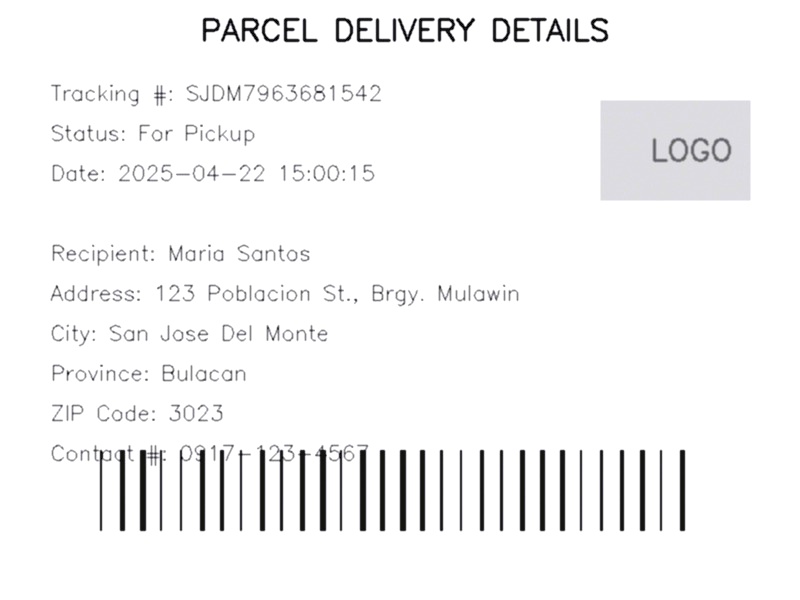 PARCEL DELIVERY DETAILS
Tracking #: SJDM7963681542
Status: For Pickup
Date: 2025-04-22 15:00:15
LOGO
Recipient: Maria Santos
Address: 123 Poblacion St., Brgy. Mulawin
City: San Jose Del Monte
Province: Bulacan
ZIP Code: 3023
Contact #: 0917-123-4567